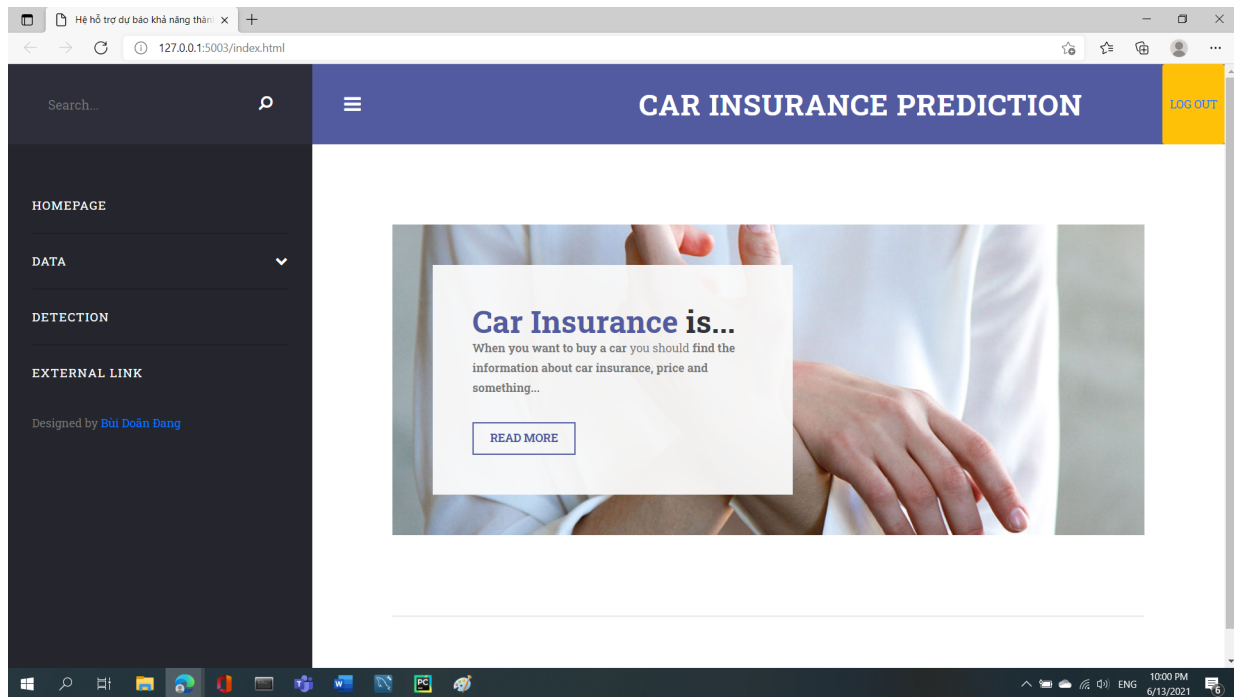 Hệ hỗ trợ dự báo khả năng thàn
127.0.0.1:5003/index.html
Search...
CAR INSURANCE PREDICTION
LOG OUT
HOMEPAGE
DATA
DETECTION
EXTERNAL LINK
Designed by Bùi Doãn Đang
Car Insurance is...
When you want to buy a car you should find the
information about car insurance, price and
something...
READ MORE
ENG
10:00 PM
6/13/2021
6